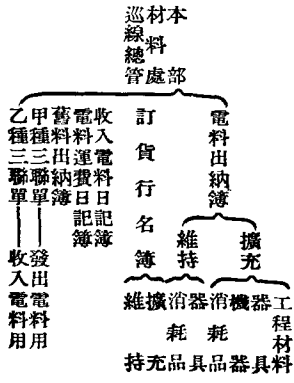 本部
材料處
巡線總管
電料出納簿
擴充
工程材料
器具
機器
消耗品
維持
器具
消耗品
訂貨行名簿
擴充
維持
收入電料日記簿
電料運費日記簿
舊料出納簿
甲種三聯單—發出電料用
乙種三聯單—收入電料用